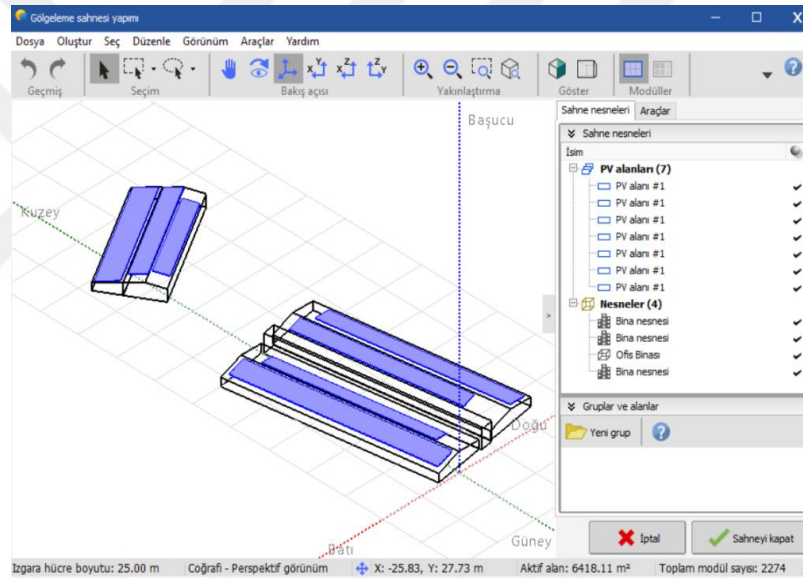 Gölgeleme sahnesi yapımı
Dosya Oluştur Seç Düzenle Görünüm Araçlar Yardım
Geçmiş Seçim Bakış açısı Yakınlaştırma Göster Modüller
Sahne nesneleri Araçlar
Sahne nesneleri
İsim
PV alanları (7)
PV alanı #1
PV alanı #1
PV alanı #1
PV alanı #1
PV alanı #1
PV alanı #1
PV alanı #1
Nesneler (4)
Bina nesnesi
Bina nesnesi
Ofis Binası
Bina nesnesi
Gruplar ve alanlar
Yeni grup
İptal Sahneyi kapat
Başucu
Kuzey
Doğu
Güney
Batı
Izgara hücre boyutu: 25.00 m Coğrafi - Perspektif görünüm X: -25.83, Y: 27.73 m Aktif alan: 6418.11 m² Toplam modül sayısı: 2274